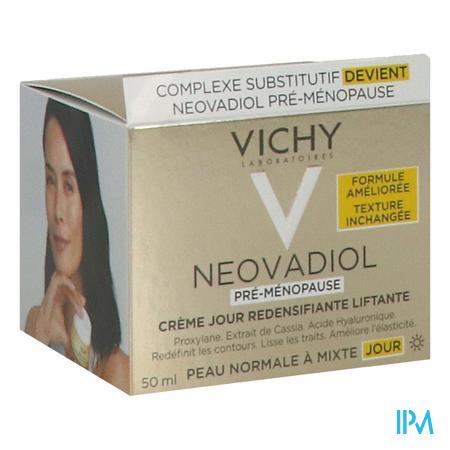 COMPLEXE SUBSTITUTIF DEVIENT
NEOVADIOL PRÉ-MÉNOPAUSE
VICHY
LABORATOIRES
V
FORMULE
AMÉLIORÉE
TEXTURE
INCHANGÉE
NEOVADIOL
PRÉ-MÉNOPAUSE
CRÈME JOUR REDENSIFIANTE LIFTANTE
Proxylane. Extrait de Cassia. Acide Hyaluronique.
Redéfinit les contours. Lisse les traits. Améliore l'élasticité.
50 ml PEAU NORMALE À MIXTE JOUR
IPM